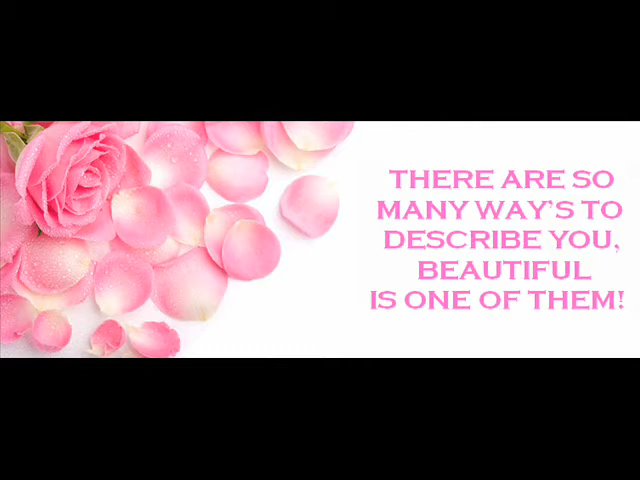 THERE ARE SO
MANY WAY'S TO
DESCRIBE YOU,
BEAUTIFUL
IS ONE OF THEM!